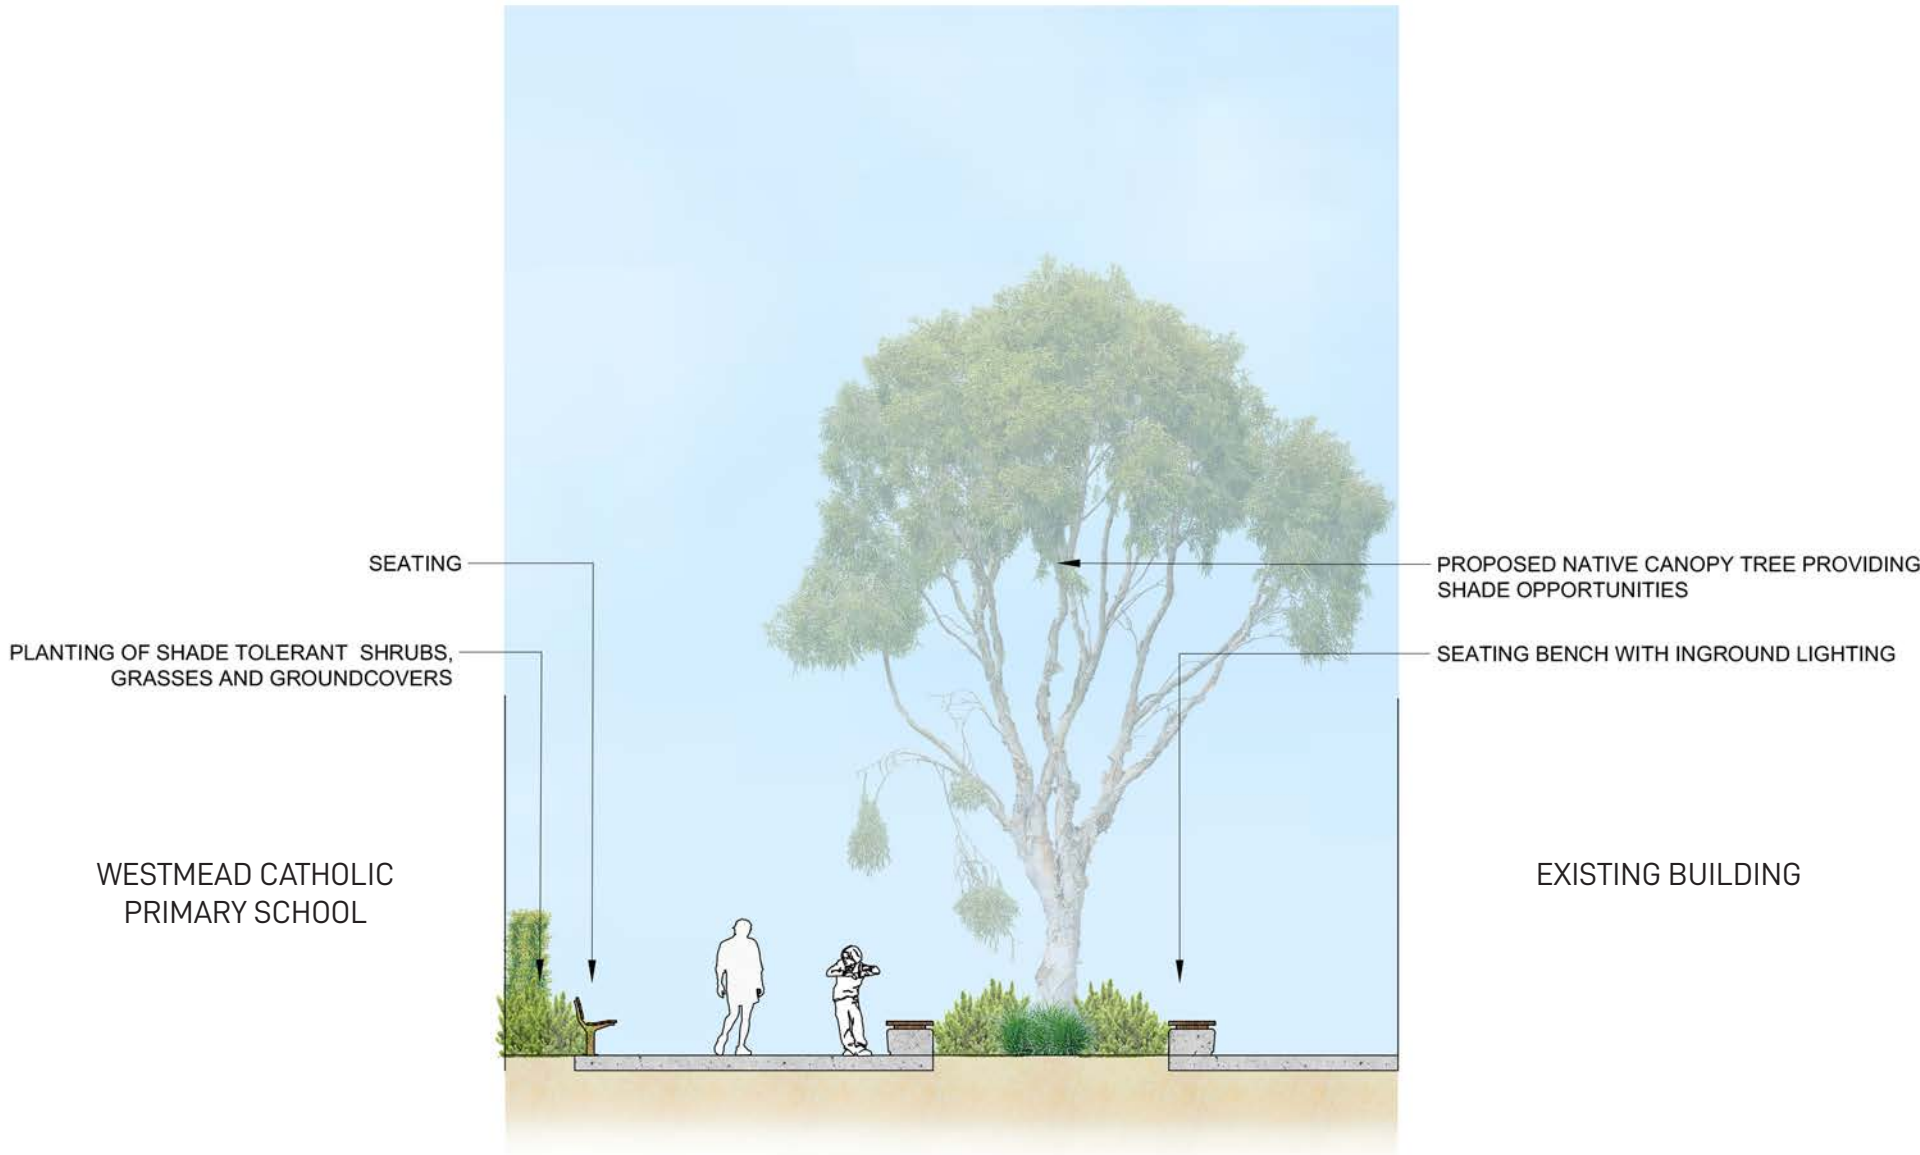 SEATING
PLANTING OF SHADE TOLERANT SHRUBS,
GRASSES AND GROUNDCOVERS
WESTMEAD CATHOLIC
PRIMARY SCHOOL
PROPOSED NATIVE CANOPY TREE PROVIDING
SHADE OPPORTUNITIES
SEATING BENCH WITH INGROUND LIGHTING
EXISTING BUILDING